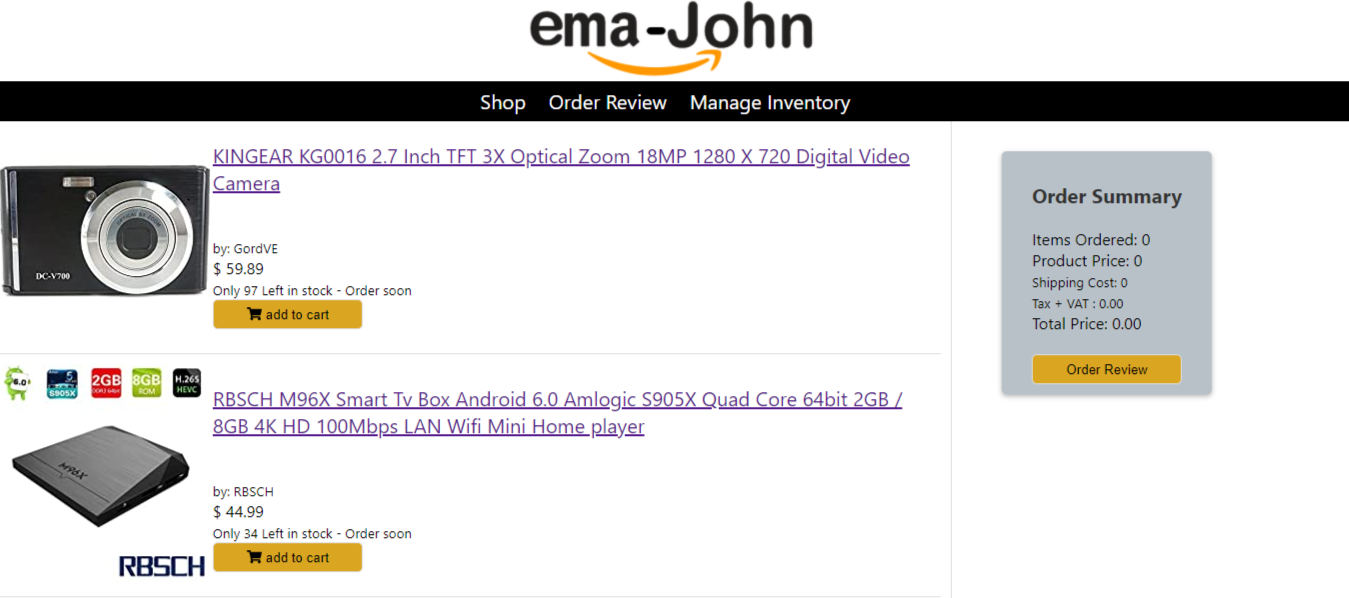 ema-John
Shop Order Review Manage Inventory
KINGEAR KG0016 2.7 Inch TFT 3X Optical Zoom 18MP 1280 X 720 Digital Video
Camera
DC-V700
by: GordVE
$ 59.89
Only 97 Left in stock - Order soon
add to cart
6.0
S905X
2GB
DDR3 64bit
8GB
ROM
H.265
HEVC
RBSCH M96X Smart Tv Box Android 6.0 Amlogic S905X Quad Core 64bit 2GB /
8GB 4K HD 100Mbps LAN Wifi Mini Home player
M96X
RBSCH
by: RBSCH
$ 44.99
Only 34 Left in stock - Order soon
add to cart
Order Summary
Items Ordered: 0
Product Price: 0
Shipping Cost: 0
Tax + VAT : 0.00
Total Price: 0.00
Order Review